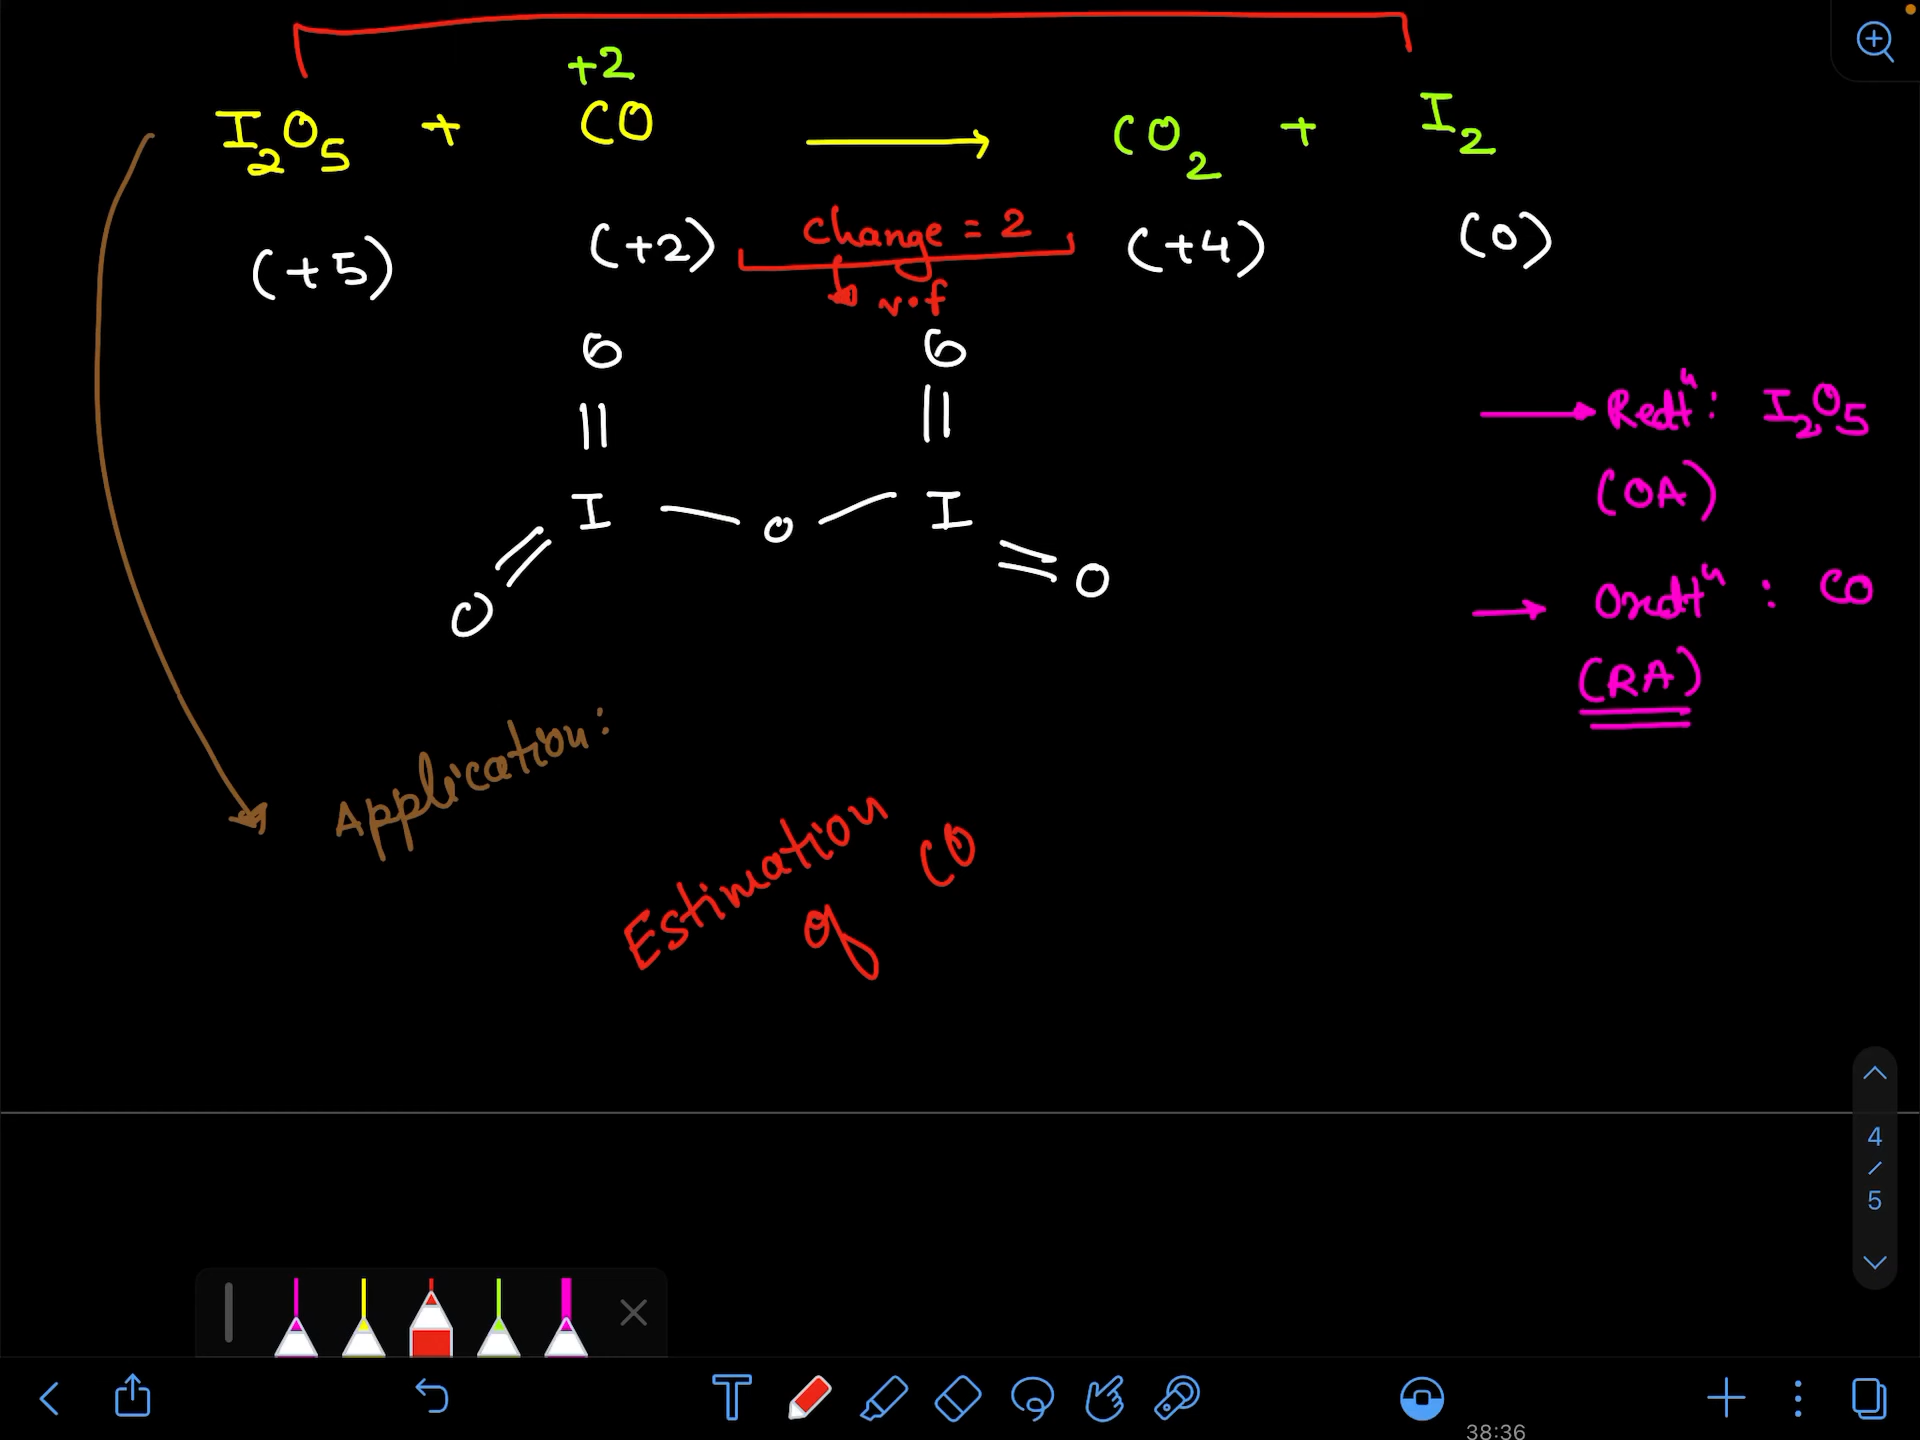 +2
I₂O₅ + CO → CO₂ + I₂
(+5) (+2) change = 2 (+4) (0)
v.f
O O
|| ||
I — O — I
O O
→ Redⁿ : I₂O₅
(OA)
→ Oxdⁿ : CO
(RA)
Application:
Estimation
of CO
4
/
5
T
38:36